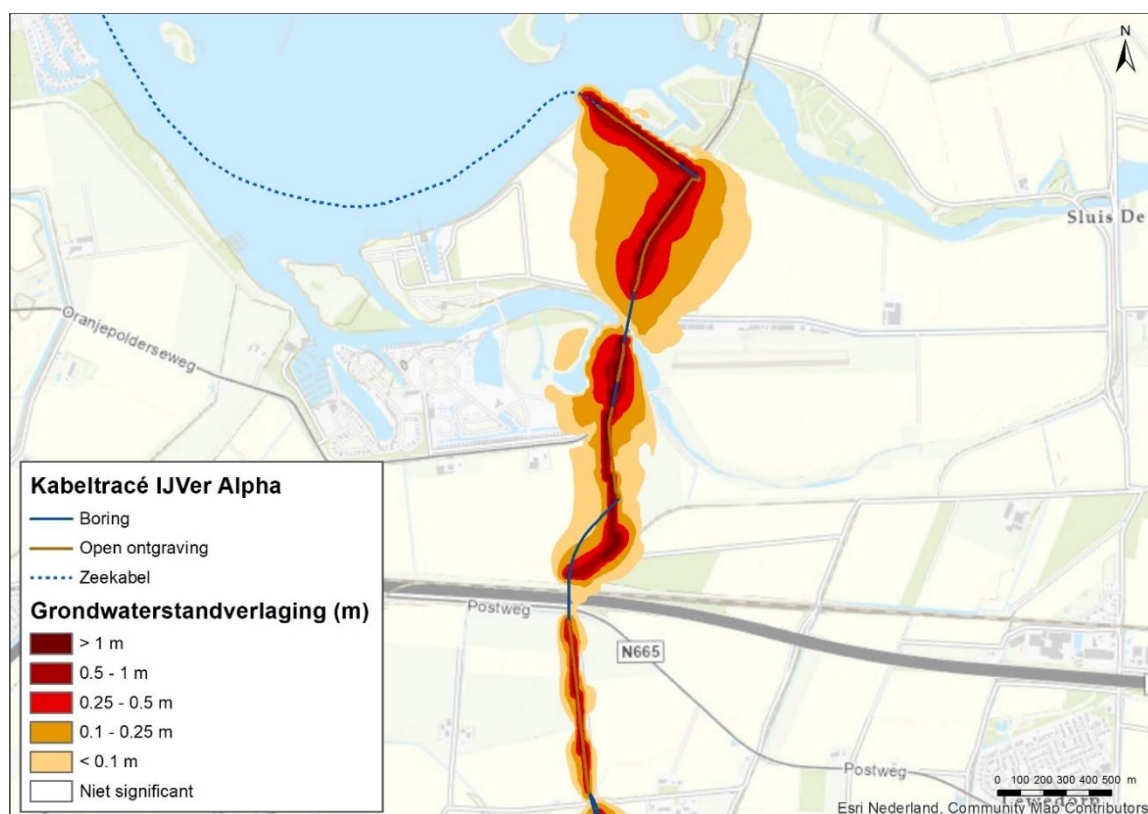 N
Sluis De
Oranjepolderseweg
Kabeltracé IJVer Alpha
Boring
Open ontgraving
Zeekabel
Grondwaterstandverlaging (m)
> 1 m
0.5 - 1 m
0.25 - 0.5 m
0.1 - 0.25 m
< 0.1 m
Niet significant
Postweg
N665
Postweg
0 100 200 300 400 500 m
Lewedorp
Esri Nederland, Community Map Contributors